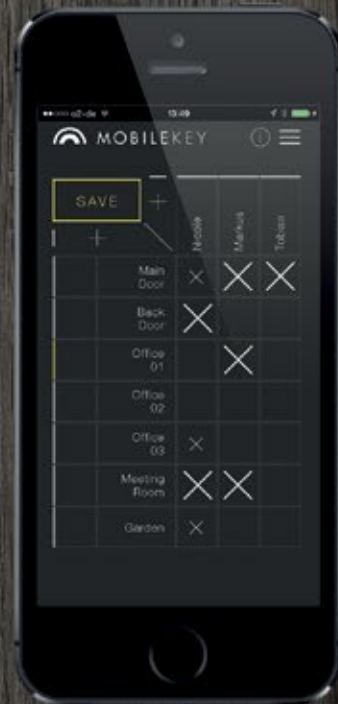 o2-de
13:49
MOBILEKEY
SAVE
Nicole
Markus
Tobias
Main
Door
Back
Door
Office
01
Office
02
Office
03
Meeting
Room
Garden